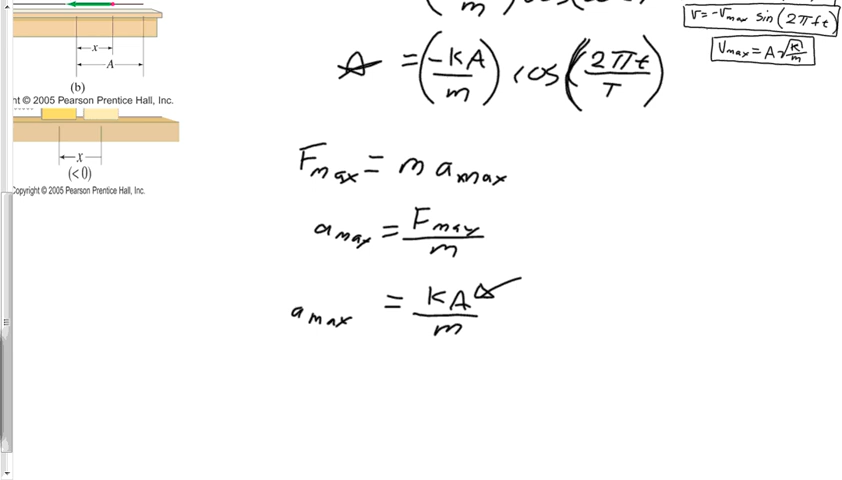 m
v = -vmax sin(2πft)
vmax = A√k/m
x
A
(b)
ht © 2005 Pearson Prentice Hall, Inc.
x
(< 0)
Copyright © 2005 Pearson Prentice Hall, Inc.
A = (-KA/m) cos(2πt/T)
Fmax = m amax
amax = Fmax/m
amax = KA/m